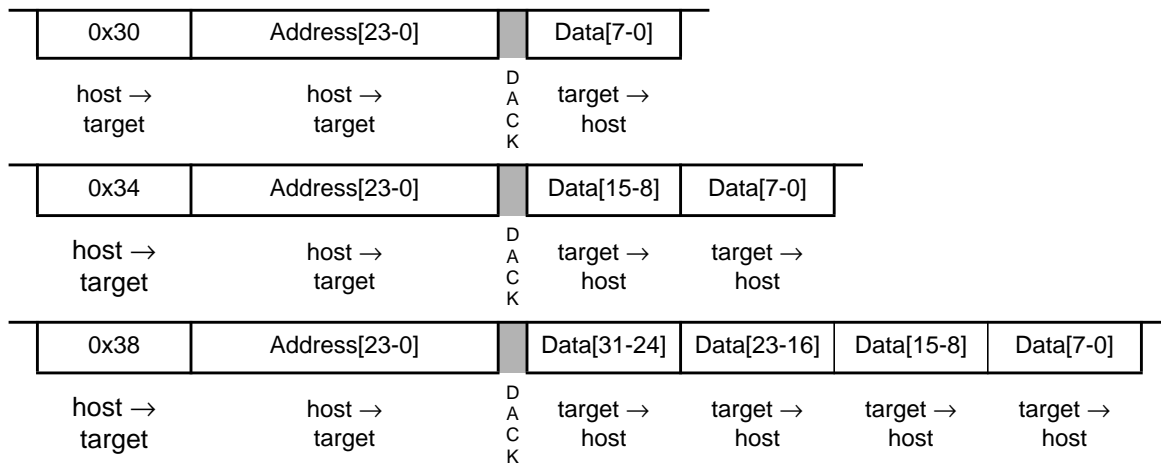 0x30 Address[23-0] Data[7-0]
host → host → D A C K target →
target target host
0x34 Address[23-0] Data[15-8] Data[7-0]
host → host → D A C K target → target →
target target host host
0x38 Address[23-0] Data[31-24] Data[23-16] Data[15-8] Data[7-0]
host → host → D A C K target → target → target → target →
target target host host host host